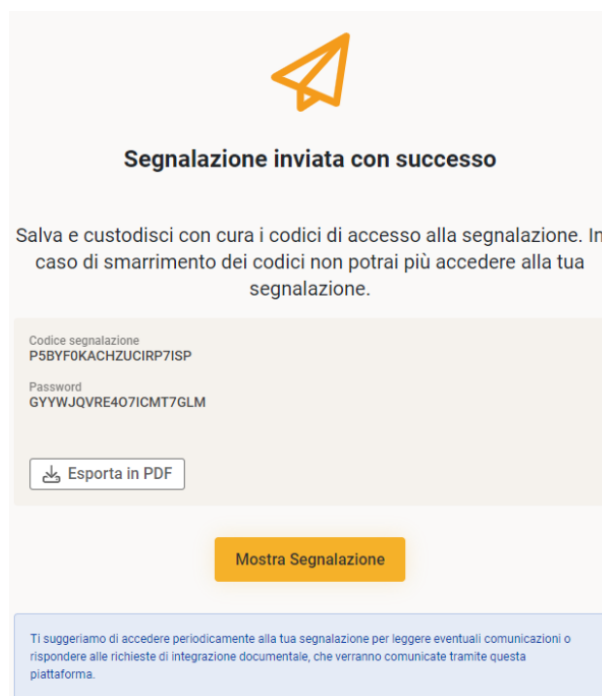 Segnalazione inviata con successo
Salva e custodisci con cura i codici di accesso alla segnalazione. In
caso di smarrimento dei codici non potrai più accedere alla tua
segnalazione.
Codice segnalazione
P5BYF0KACHZUCIRP7ISP
Password
GYYWJQVRE4O7ICMT7GLM
Esporta in PDF
Mostra Segnalazione
Ti suggeriamo di accedere periodicamente alla tua segnalazione per leggere eventuali comunicazioni o
rispondere alle richieste di integrazione documentale, che verranno comunicate tramite questa
piattaforma.